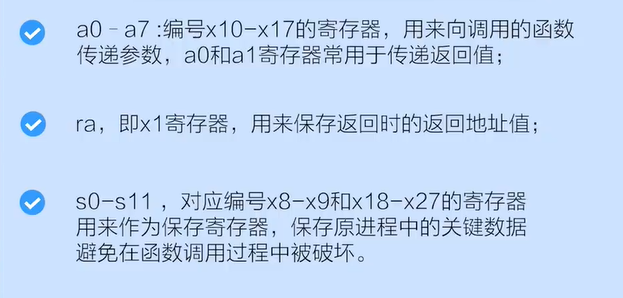 a0 - a7 :编号x10-x17的寄存器，用来向调用的函数
传递参数，a0和a1寄存器常用于传递返回值；
ra，即x1寄存器，用来保存返回时的返回地址值；
s0-s11 ，对应编号x8-x9和x18-x27的寄存器
用来作为保存寄存器，保存原进程中的关键数据
避免在函数调用过程中被破坏。